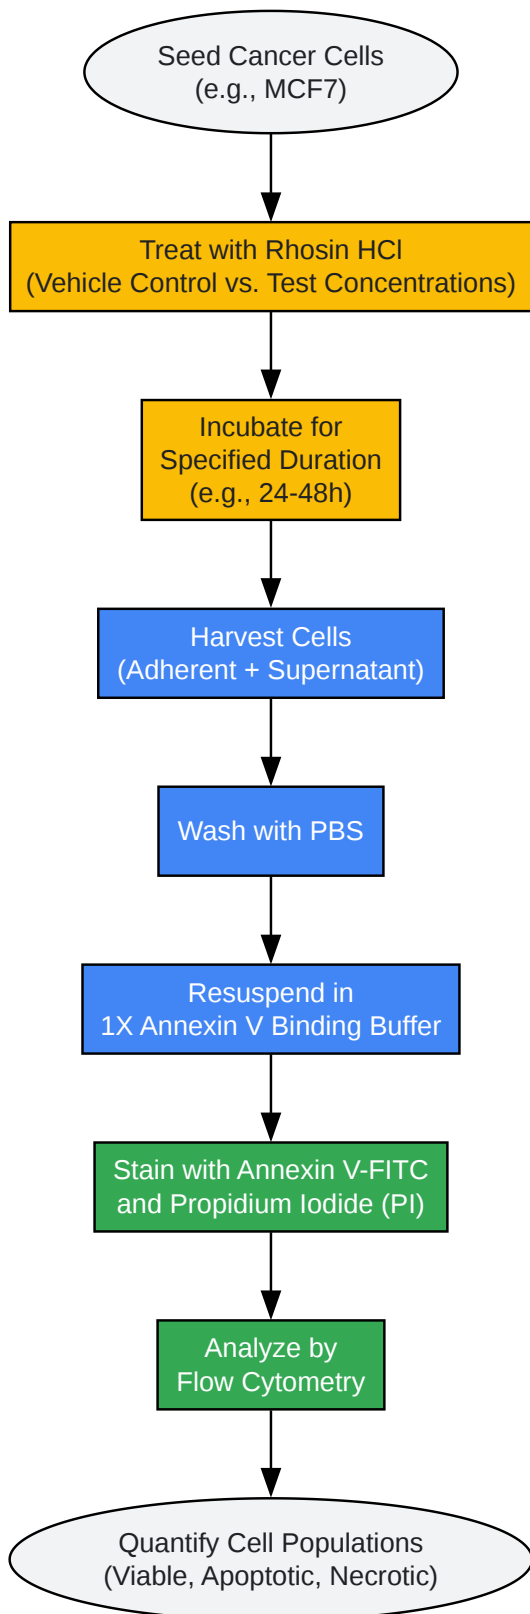 Seed Cancer Cells
(e.g., MCF7)
Treat with Rhosin HCl
(Vehicle Control vs. Test Concentrations)
Incubate for
Specified Duration
(e.g., 24-48h)
Harvest Cells
(Adherent + Supernatant)
Wash with PBS
Resuspend in
1X Annexin V Binding Buffer
Stain with Annexin V-FITC
and Propidium Iodide (PI)
Analyze by
Flow Cytometry
Quantify Cell Populations
(Viable, Apoptotic, Necrotic)